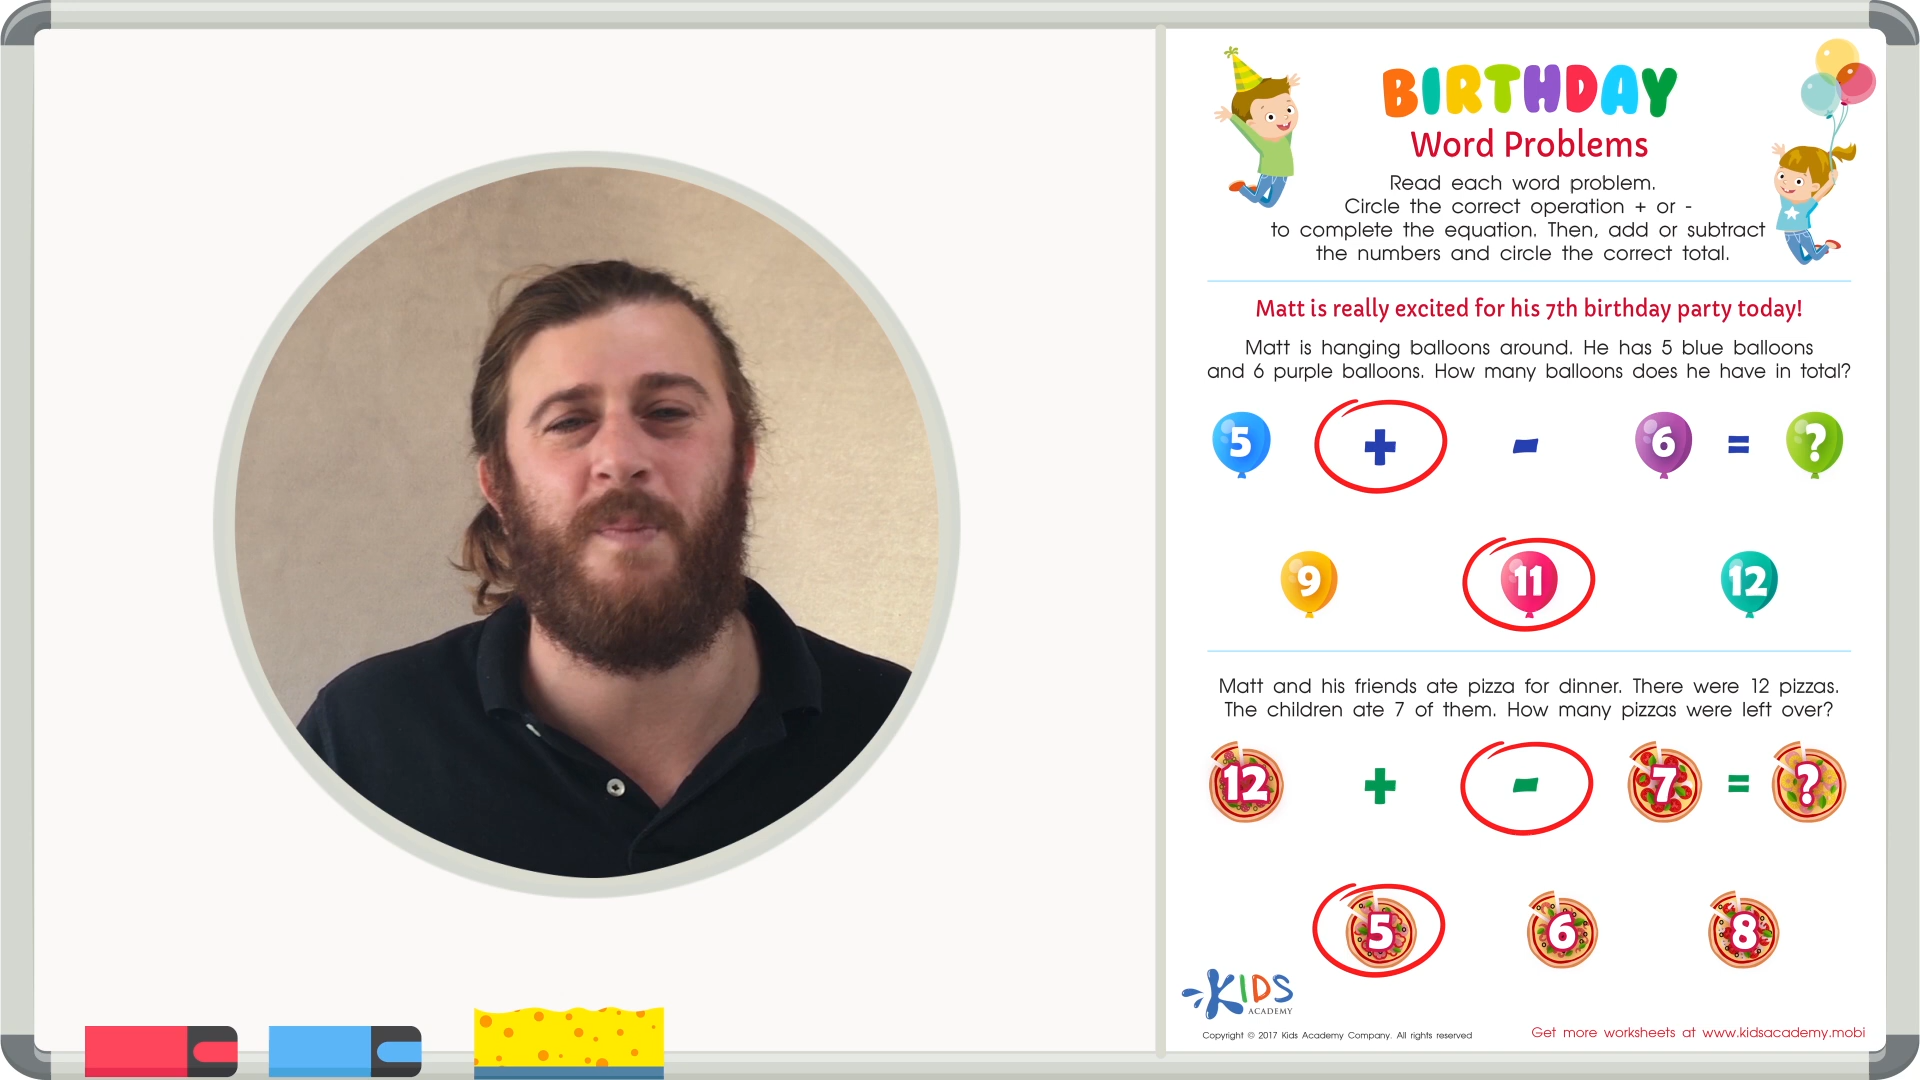 BIRTHDAY
Word Problems
Read each word problem.
Circle the correct operation + or -
to complete the equation. Then, add or subtract
the numbers and circle the correct total.
Matt is really excited for his 7th birthday party today!
Matt is hanging balloons around. He has 5 blue balloons
and 6 purple balloons. How many balloons does he have in total?
5 + - 6 = ?
9 11 12
Matt and his friends ate pizza for dinner. There were 12 pizzas.
The children ate 7 of them. How many pizzas were left over?
12 + - 7 = ?
5 6 8
KIDS
ACADEMY
Copyright © 2017 Kids Academy Company. All rights reserved
Get more worksheets at www.kidsacademy.mobi